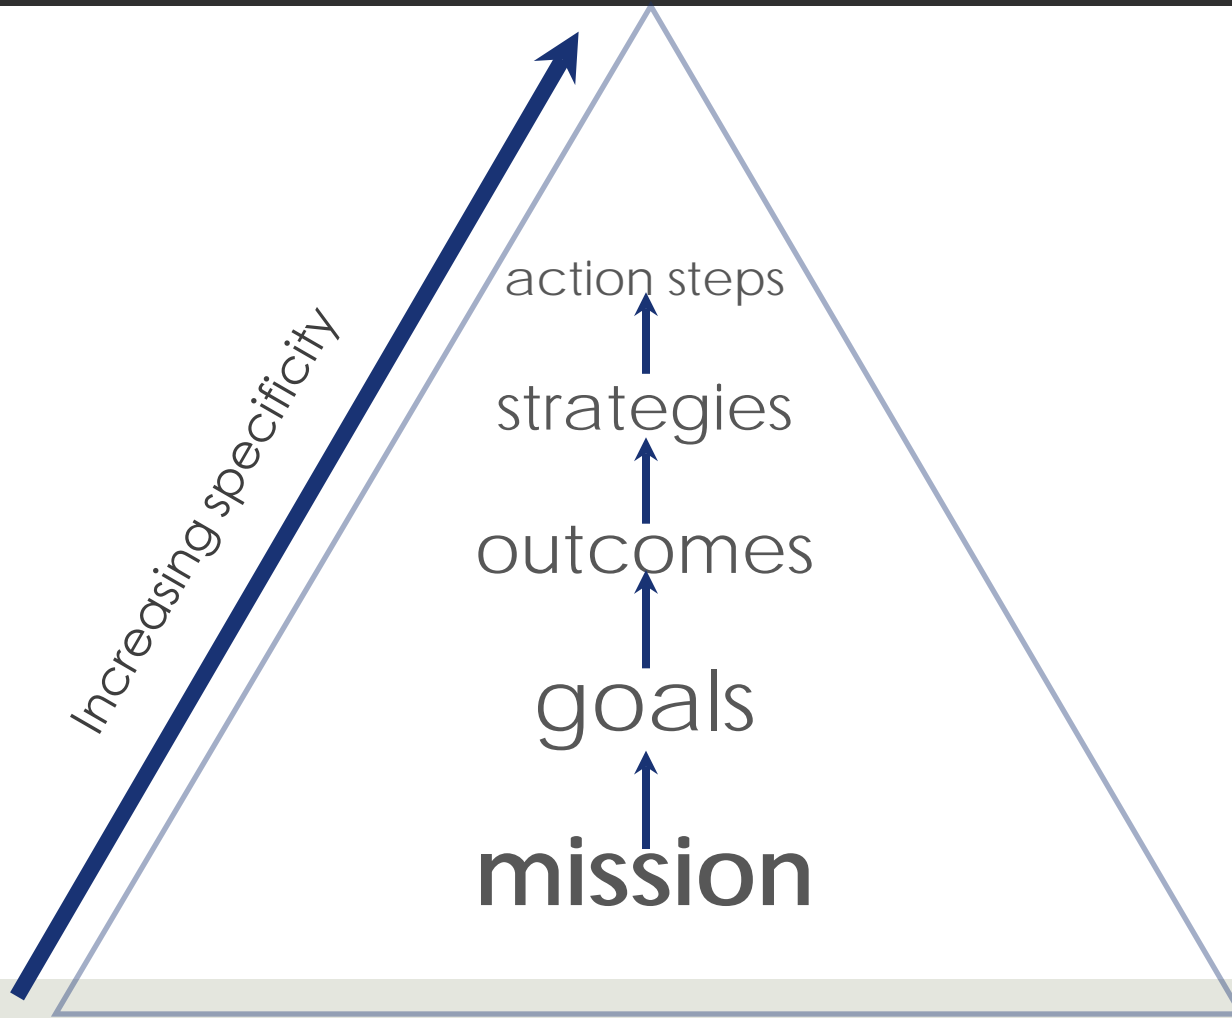 action steps
strategies
outcomes
goals
mission
Increasing specificity